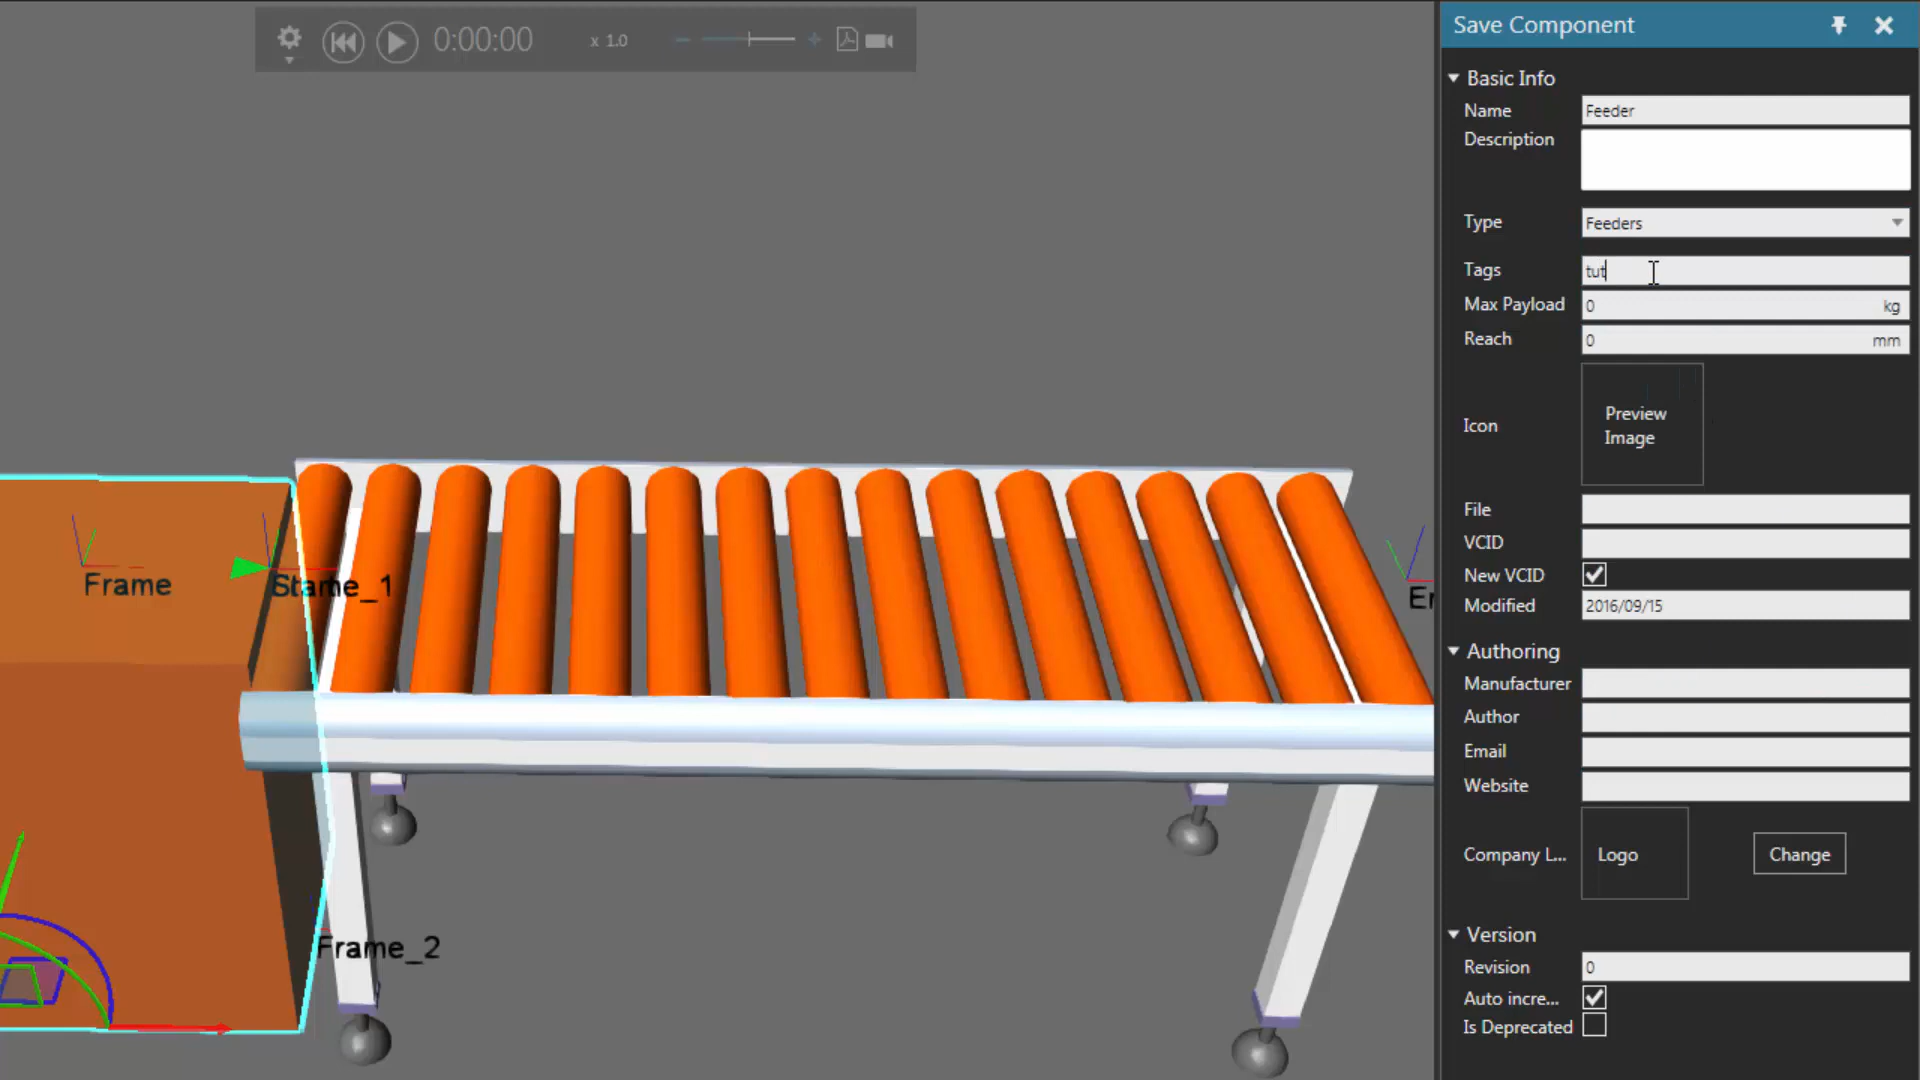 0:00:00
x 1.0
Save Component
Basic Info
Name Feeder
Description
Type Feeders
Tags tut
Max Payload 0 kg
Reach 0 mm
Icon Preview Image
File
VCID
New VCID
Modified 2016/09/15
Authoring
Manufacturer
Author
Email
Website
Company L... Logo Change
Version
Revision 0
Auto incre...
Is Deprecated
Frame
Frame_2